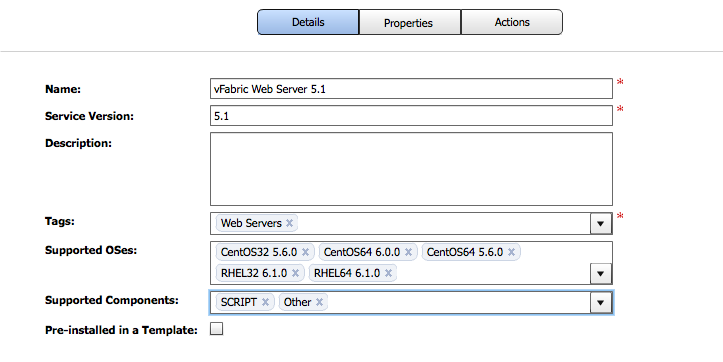 Details Properties Actions
Name: vFabric Web Server 5.1 *
Service Version: 5.1 *
Description:
Tags: Web Servers x *
Supported OSes: CentOS32 5.6.0 x CentOS64 6.0.0 x CentOS64 5.6.0 x
RHEL32 6.1.0 x RHEL64 6.1.0 x
Supported Components: SCRIPT x Other x
Pre-installed in a Template: